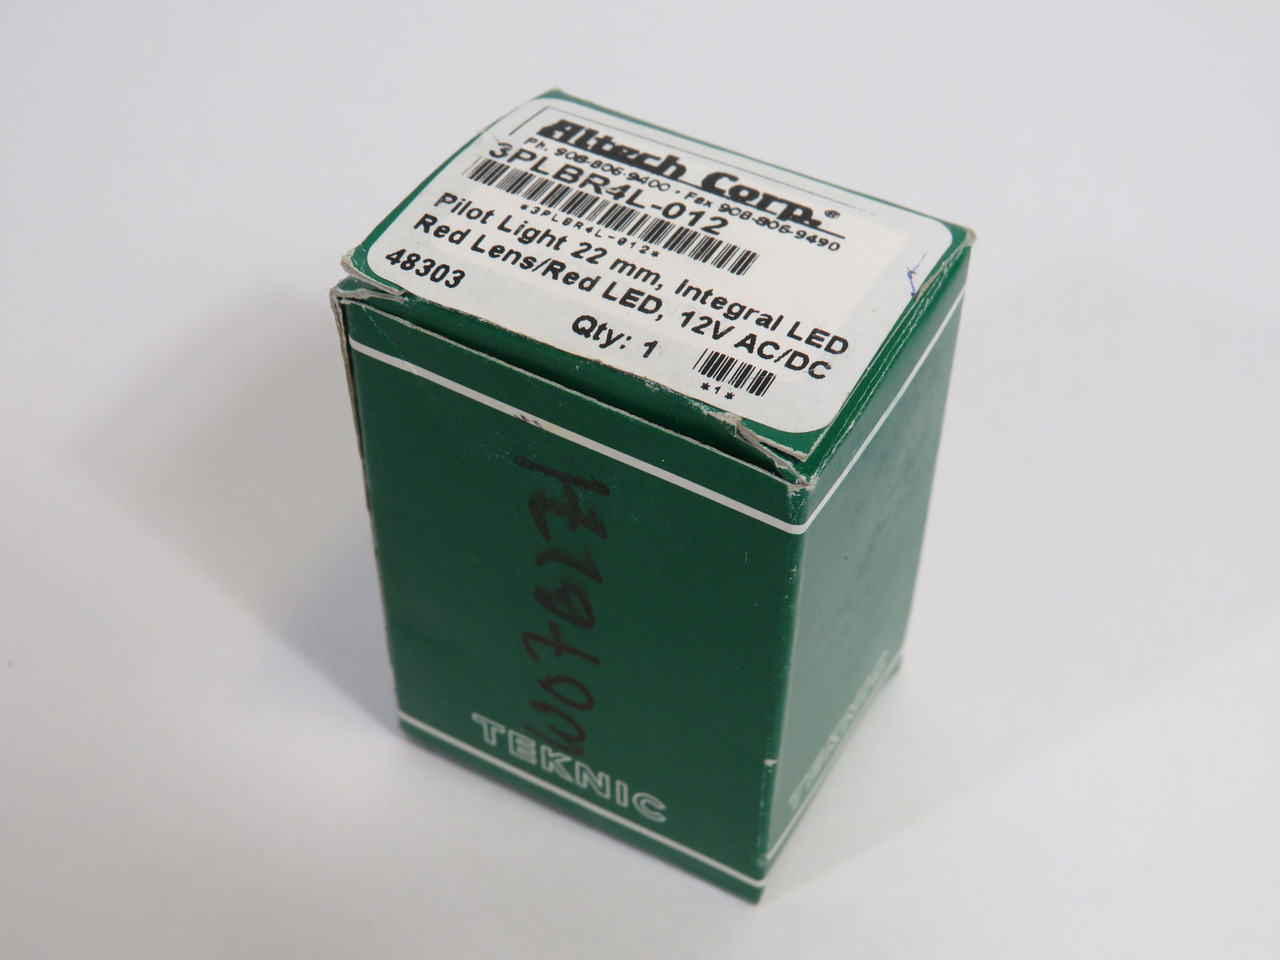 Altech Corp.®
Ph. 908-806-9400 · Fax 908-806-9490
3PLBR4L-012
*3PLBR4L-012*
Pilot Light 22 mm, Integral LED
Red Lens/Red LED, 12V AC/DC
48303
Qty: 1
*1*
TEKNIC
TEKNIC